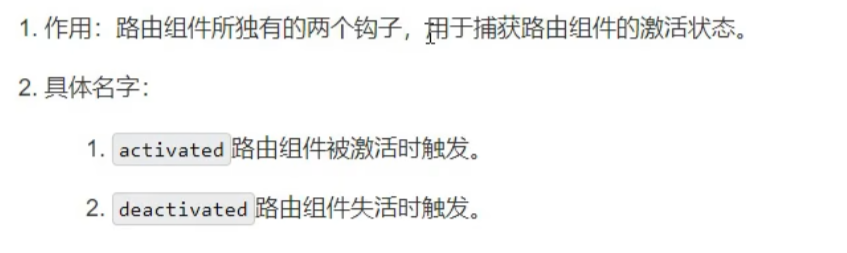 1. 作用：路由组件所独有的两个钩子，用于捕获路由组件的激活状态。
2. 具体名字：
1. activated路由组件被激活时触发。
2. deactivated路由组件失活时触发。